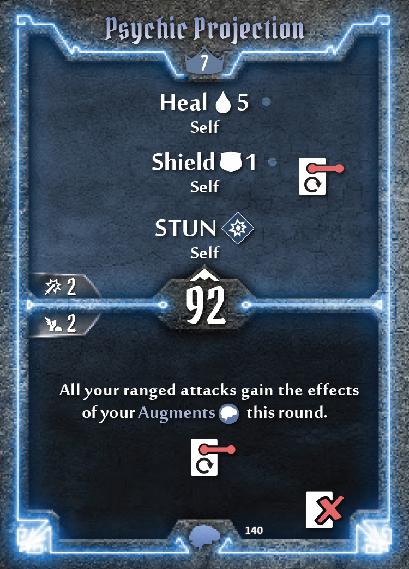 Psychic Projection
7
Heal 5
Self
Shield 1
Self
STUN
Self
2
92
2
All your ranged attacks gain the effects
of your Augments this round.
140